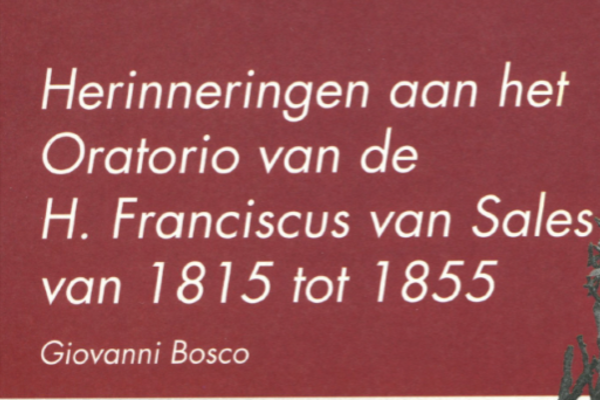 Herinneringen aan het
Oratorio van de
H. Franciscus van Sales
van 1815 tot 1855
Giovanni Bosco